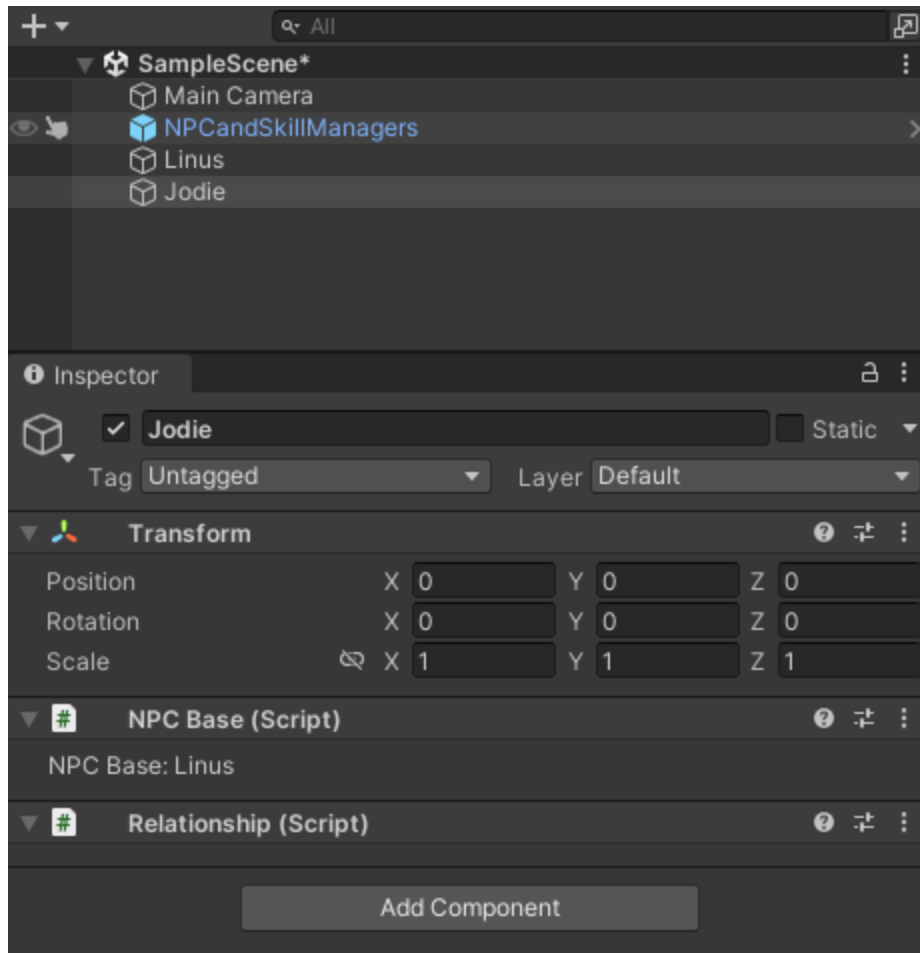 All
SampleScene*
Main Camera
NPCandSkillManagers
Linus
Jodie
Inspector
Jodie Static
Tag Untagged Layer Default
Transform
Position X 0 Y 0 Z 0
Rotation X 0 Y 0 Z 0
Scale X 1 Y 1 Z 1
# NPC Base (Script)
NPC Base: Linus
# Relationship (Script)
Add Component